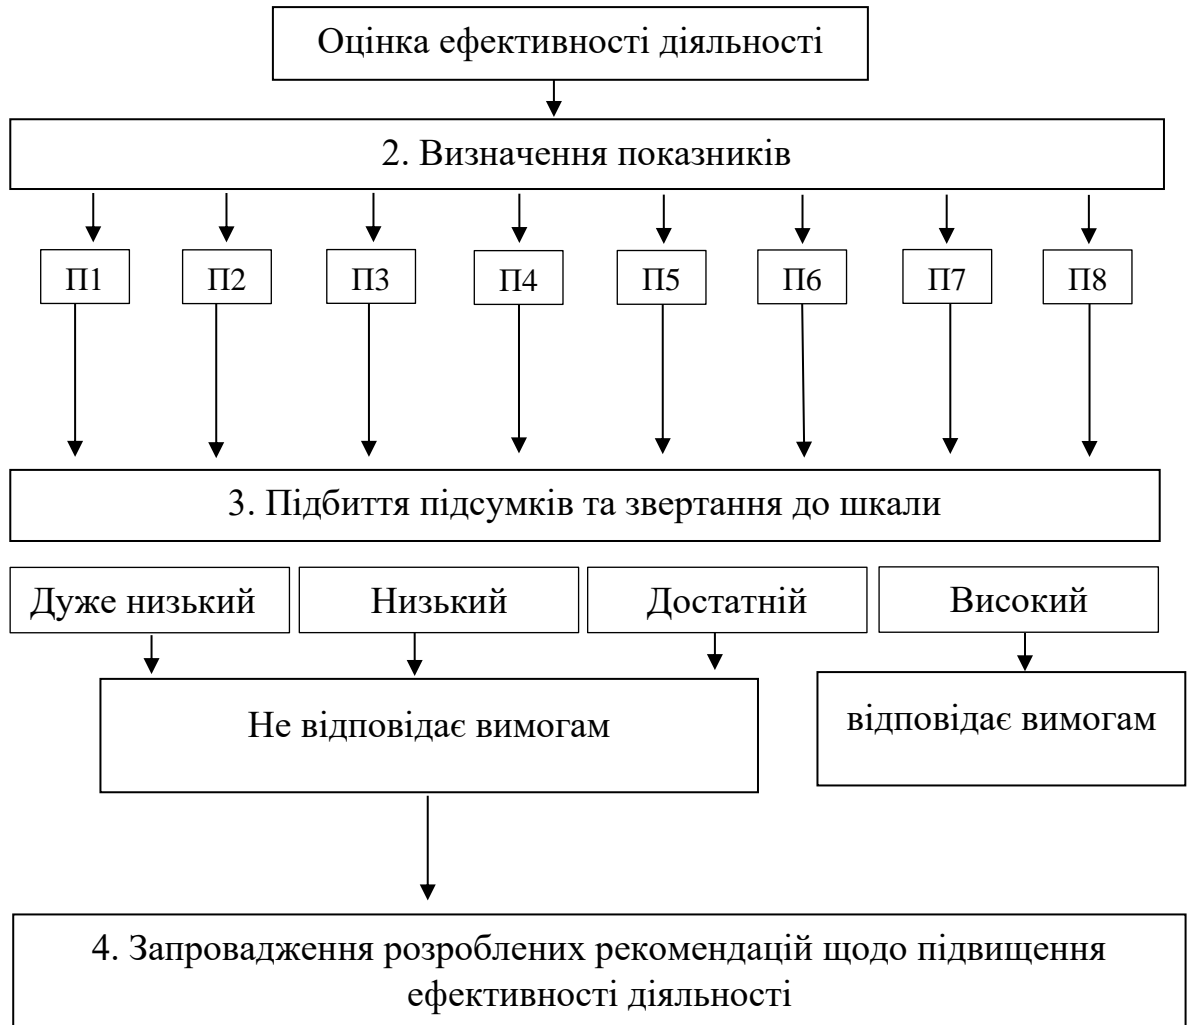 Оцінка ефективності діяльності
2. Визначення показників
П1 П2 П3 П4 П5 П6 П7 П8
3. Підбиття підсумків та звертання до шкали
Дуже низький Низький Достатній Високий
Не відповідає вимогам відповідає вимогам
4. Запровадження розроблених рекомендацій щодо підвищення
ефективності діяльності